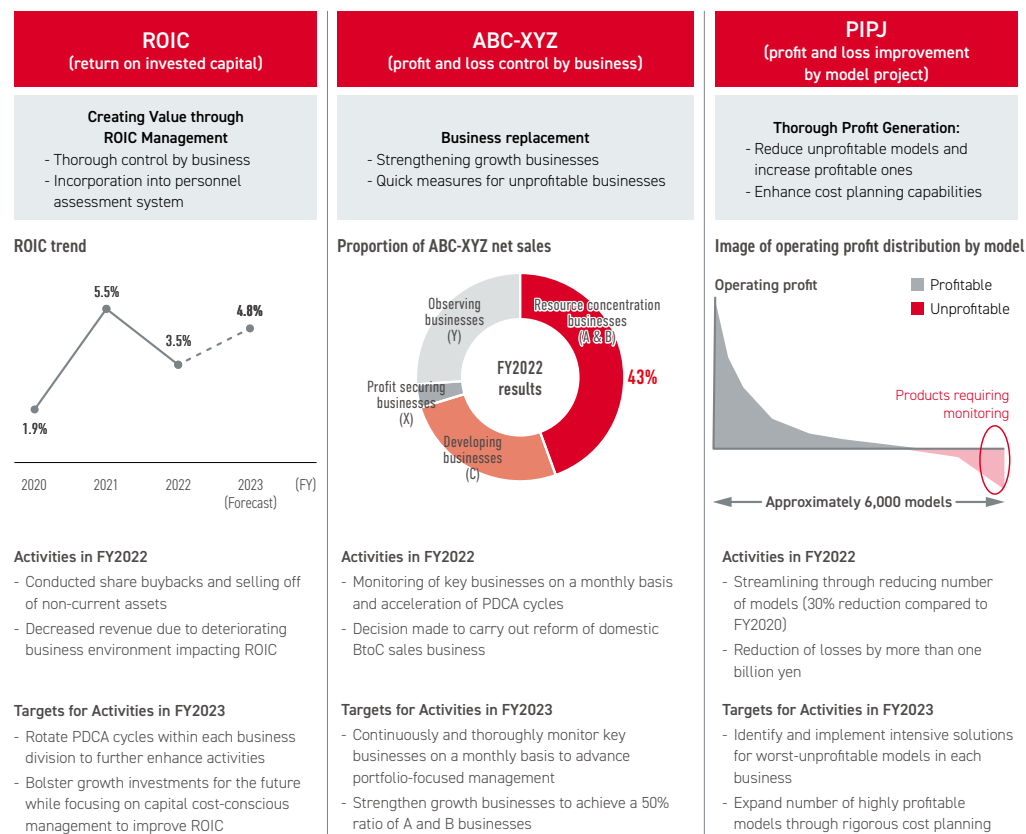 ROIC
(return on invested capital)
Creating Value through
ROIC Management
- Thorough control by business
- Incorporation into personnel
assessment system
ROIC trend
5.5%
4.8%
3.5%
1.9%
2020
2021
2022
2023
(Forecast)
(FY)
Activities in FY2022
- Conducted share buybacks and selling off
of non-current assets
- Decreased revenue due to deteriorating
business environment impacting ROIC
Targets for Activities in FY2023
- Rotate PDCA cycles within each business
division to further enhance activities
- Bolster growth investments for the future
while focusing on capital cost-conscious
management to improve ROIC
ABC-XYZ
(profit and loss control by business)
Business replacement
- Strengthening growth businesses
- Quick measures for unprofitable businesses
Proportion of ABC-XYZ net sales
Observing
businesses
(Y)
Resource concentration
businesses
(A & B)
FY2022
results
43%
Profit securing
businesses
(X)
Developing
businesses
(C)
Activities in FY2022
- Monitoring of key businesses on a monthly basis
and acceleration of PDCA cycles
- Decision made to carry out reform of domestic
BtoC sales business
Targets for Activities in FY2023
- Continuously and thoroughly monitor key
businesses on a monthly basis to advance
portfolio-focused management
- Strengthen growth businesses to achieve a 50%
ratio of A and B businesses
PIPJ
(profit and loss improvement
by model project)
Thorough Profit Generation:
- Reduce unprofitable models and
increase profitable ones
- Enhance cost planning capabilities
Image of operating profit distribution by model
Operating profit
Profitable
Unprofitable
Products requiring
monitoring
Approximately 6,000 models
Activities in FY2022
- Streamlining through reducing number
of models (30% reduction compared to
FY2020)
- Reduction of losses by more than one
billion yen
Targets for Activities in FY2023
- Identify and implement intensive solutions
for worst-unprofitable models in each
business
- Expand number of highly profitable
models through rigorous cost planning